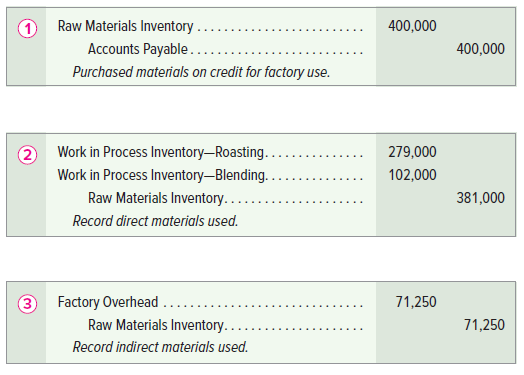 1 Raw Materials Inventory . . . . . . . . . . . . . . . . . . . . . . . . . 400,000
Accounts Payable . . . . . . . . . . . . . . . . . . . . . 400,000
Purchased materials on credit for factory use.
2 Work in Process Inventory—Roasting. . . . . . . . . . . . . . . 279,000
Work in Process Inventory—Blending. . . . . . . . . . . . . . . 102,000
Raw Materials Inventory. . . . . . . . . . . . . . . . . . . . . 381,000
Record direct materials used.
3 Factory Overhead . . . . . . . . . . . . . . . . . . . . . . . . . . . . . . 71,250
Raw Materials Inventory. . . . . . . . . . . . . . . . . . . . . 71,250
Record indirect materials used.